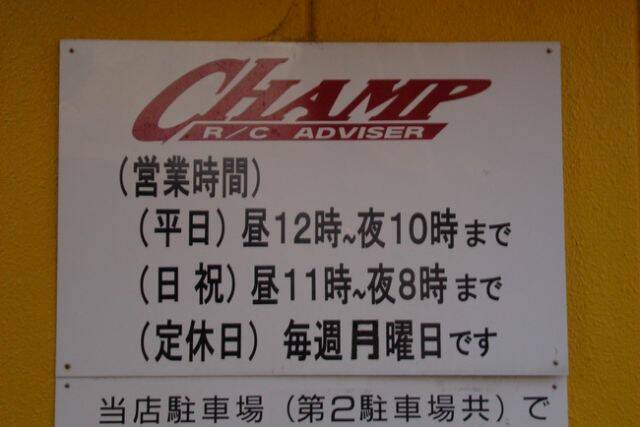 CHAMP
R/C ADVISER
(営業時間)
(平日)昼12時~夜10時まで
(日 祝)昼11時~夜8時まで
(定休日) 毎週月曜日です
当店駐車場(第2駐車場共)で